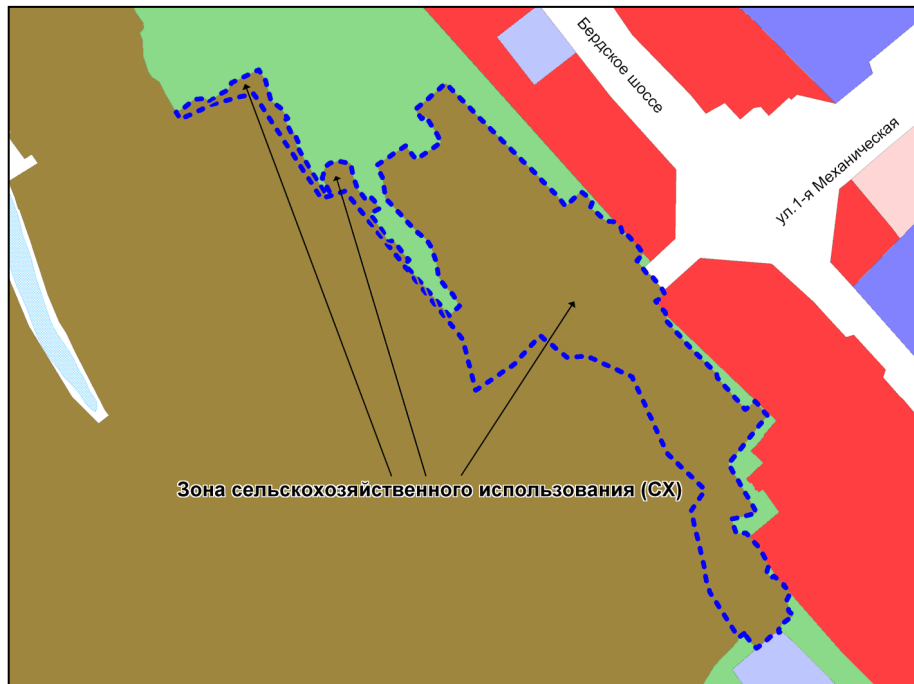 Бердское шоссе
ул.1-я Механическая
Зона сельскохозяйственного использования (СХ)